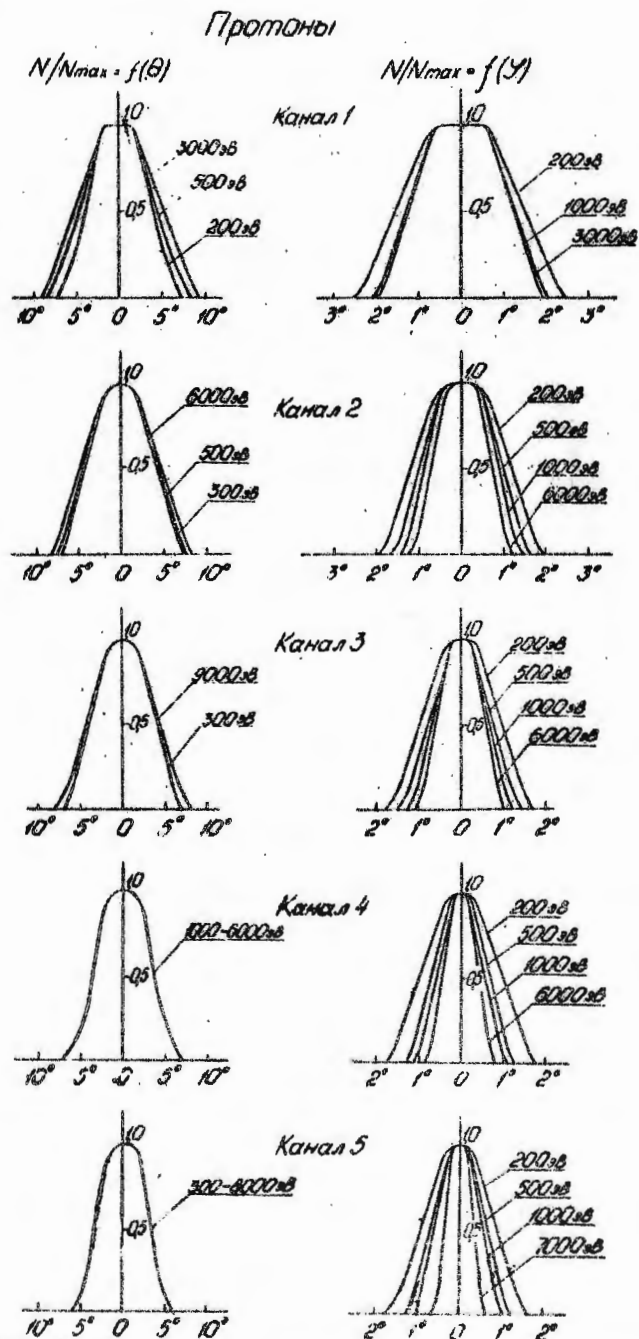 Протоны
N/Nmax = f(θ)
N/Nmax = f(φ)
Канал 1
1,0
3000эВ
500эВ
200эВ
0,5
10° 5° 0 5° 10°
1,0
200эВ
1000эВ
3000эВ
0,5
3° 2° 1° 0 1° 2° 3°
Канал 2
1,0
6000эВ
500эВ
300эВ
0,5
10° 5° 0 5° 10°
1,0
200эВ
500эВ
1000эВ
6000эВ
0,5
3° 2° 1° 0 1° 2° 3°
Канал 3
1,0
9000эВ
300эВ
0,5
10° 5° 0 5° 10°
1,0
200эВ
500эВ
1000эВ
6000эВ
0,5
2° 1° 0 1° 2°
Канал 4
1,0
1000-6000эВ
0,5
10° 5° 0 5° 10°
1,0
200эВ
500эВ
1000эВ
6000эВ
0,5
2° 1° 0 1° 2°
Канал 5
1,0
300-8000эВ
0,5
10° 5° 0 5° 10°
1,0
200эВ
500эВ
1000эВ
7000эВ
0,5
2° 1° 0 1° 2°